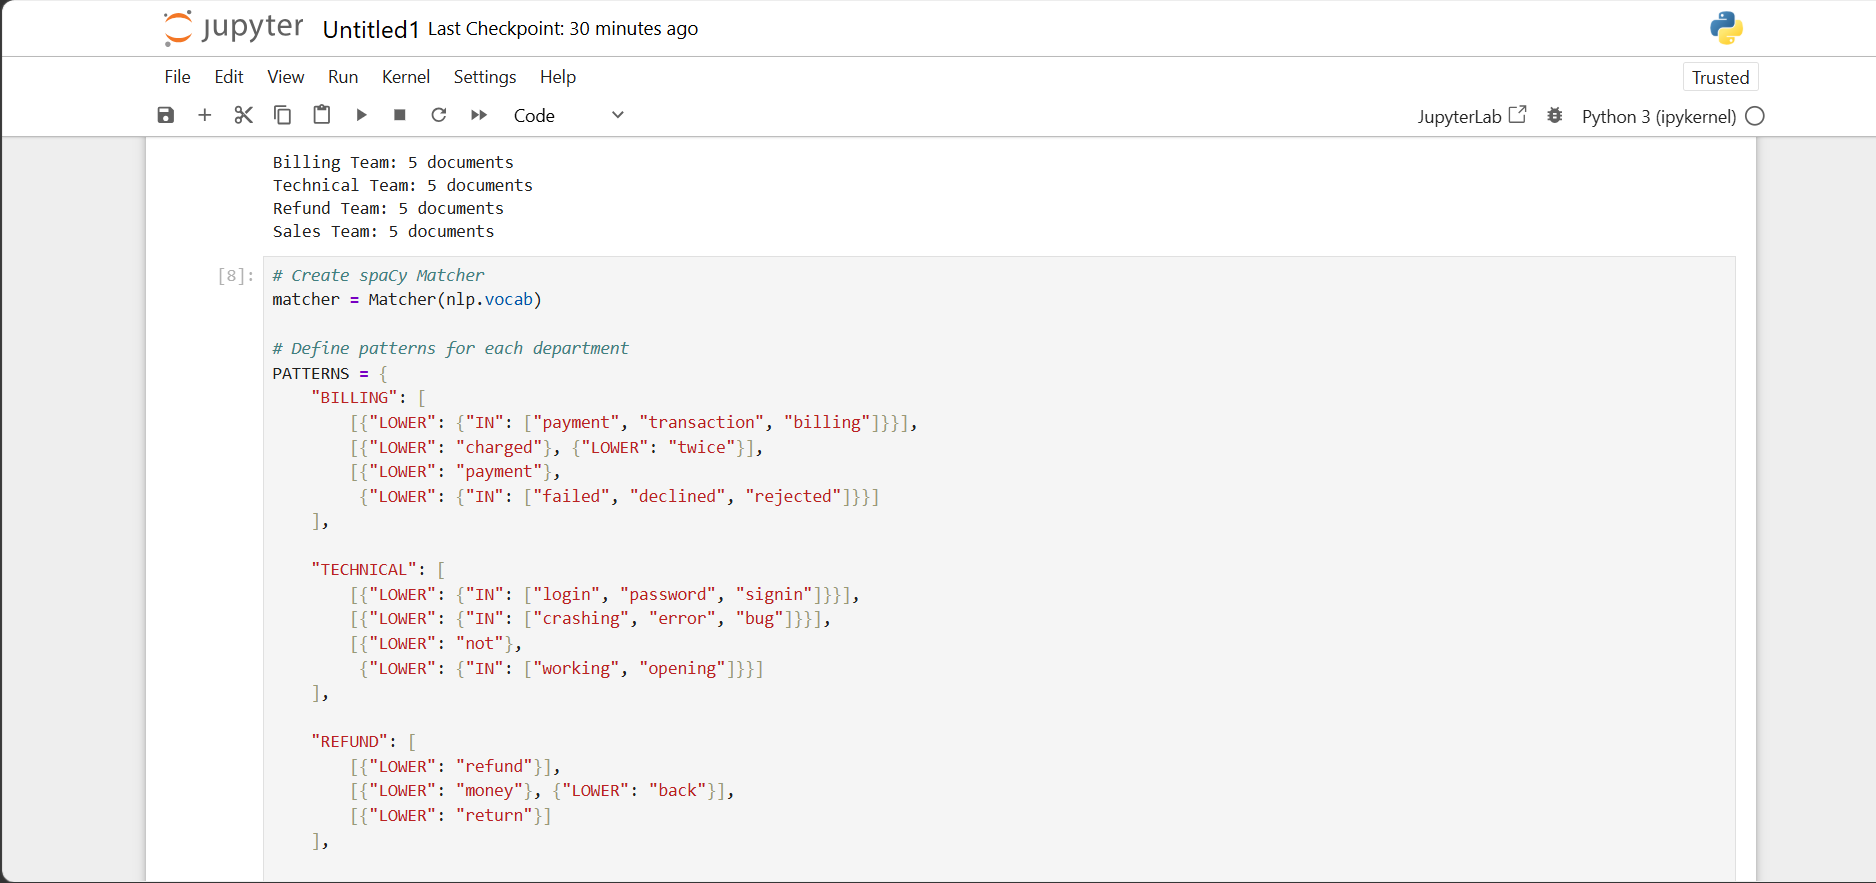 jupyter Untitled1 Last Checkpoint: 30 minutes ago
File Edit View Run Kernel Settings Help
Trusted
Code
JupyterLab Python 3 (ipykernel)
Billing Team: 5 documents
Technical Team: 5 documents
Refund Team: 5 documents
Sales Team: 5 documents
[8]:
# Create spaCy Matcher
matcher = Matcher(nlp.vocab)

# Define patterns for each department
PATTERNS = {
    "BILLING": [
        [{"LOWER": {"IN": ["payment", "transaction", "billing"]}}],
        [{"LOWER": "charged"}, {"LOWER": "twice"}],
        [{"LOWER": "payment"},
         {"LOWER": {"IN": ["failed", "declined", "rejected"]}}]
    ],

    "TECHNICAL": [
        [{"LOWER": {"IN": ["login", "password", "signin"]}}],
        [{"LOWER": {"IN": ["crashing", "error", "bug"]}}],
        [{"LOWER": "not"},
         {"LOWER": {"IN": ["working", "opening"]}}]
    ],

    "REFUND": [
        [{"LOWER": "refund"}],
        [{"LOWER": "money"}, {"LOWER": "back"}],
        [{"LOWER": "return"}]
    ],